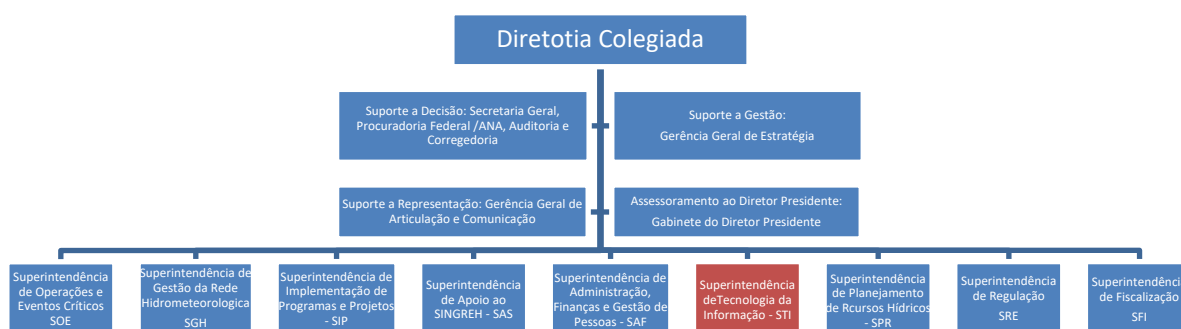 Diretotia Colegiada
Suporte a Decisão: Secretaria Geral,
Procuradoria Federal /ANA, Auditoria e
Corregedoria
Suporte a Gestão:
Gerência Geral de Estratégia
Suporte a Representação: Gerência Geral de
Articulação e Comunicação
Assessoramento ao Diretor Presidente:
Gabinete do Diretor Presidente
Superintendência
de Operações e
Eventos Críticos
SOE
Superintendência de
Gestão da Rede
Hidrometeorologica
SGH
Superintendência de
Implementação de
Programas e Projetos
- SIP
Superintendência
de Apoio ao
SINGREH - SAS
Superintendência de
Administração,
Finanças e Gestão de
Pessoas - SAF
Superintendência
deTecnologia da
Informação - STI
Superintendência
de Planejamento
de Rcursos Hídricos
- SPR
Superintendência
de Regulação
SRE
Superintendência
de Fiscalização
SFI